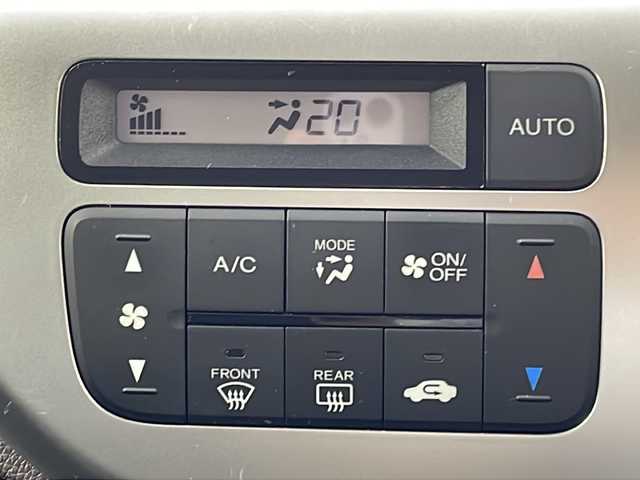 20
AUTO
A/C
MODE
ON/
OFF
FRONT
REAR